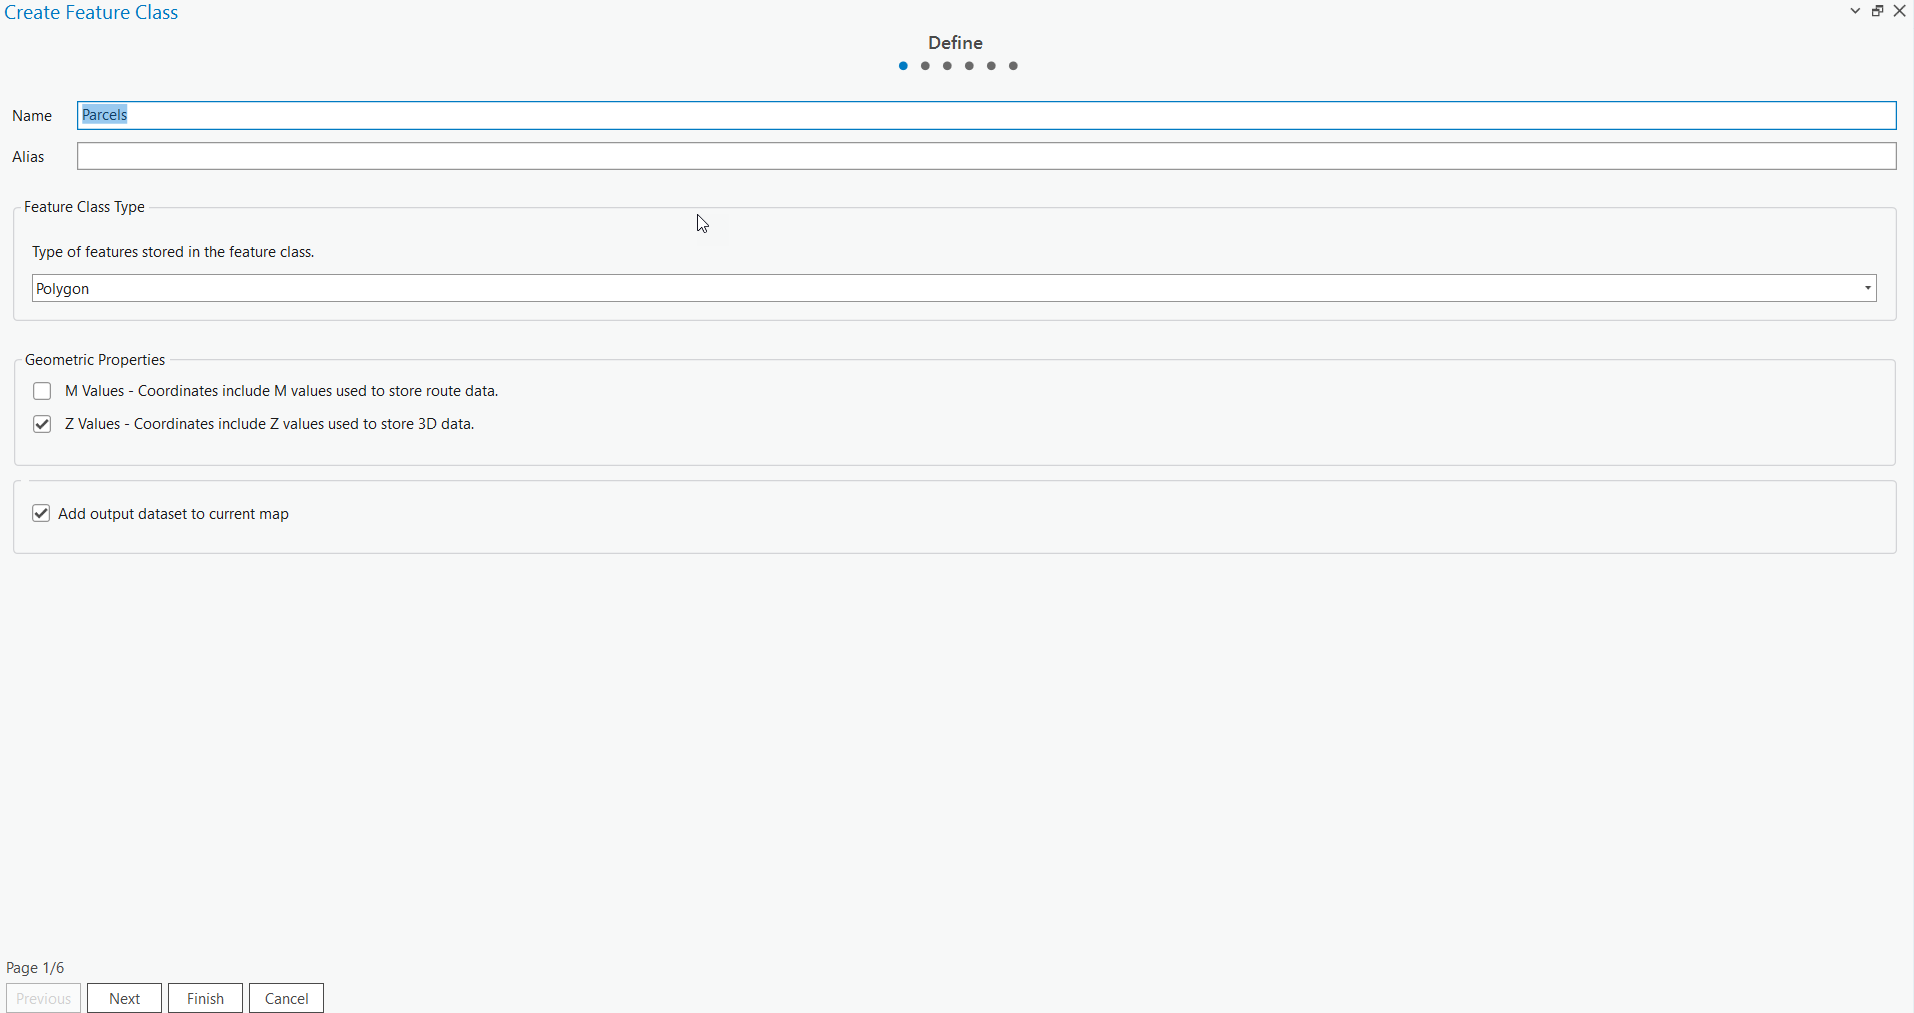 Create Feature Class
Define
Name Parcels
Alias
Feature Class Type
Type of features stored in the feature class.
Polygon
Geometric Properties
M Values - Coordinates include M values used to store route data.
Z Values - Coordinates include Z values used to store 3D data.
Add output dataset to current map
Page 1/6
Previous Next Finish Cancel